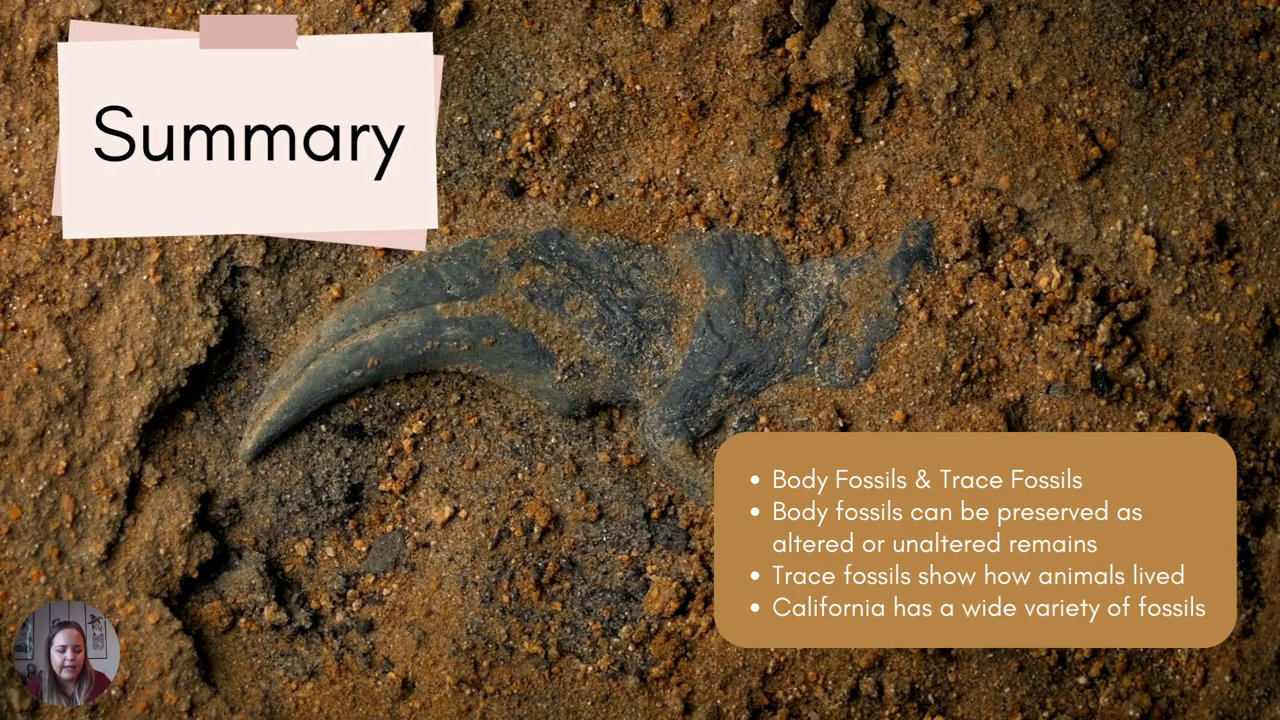 Summary
Body Fossils & Trace Fossils
Body fossils can be preserved as
altered or unaltered remains
Trace fossils show how animals lived
California has a wide variety of fossils